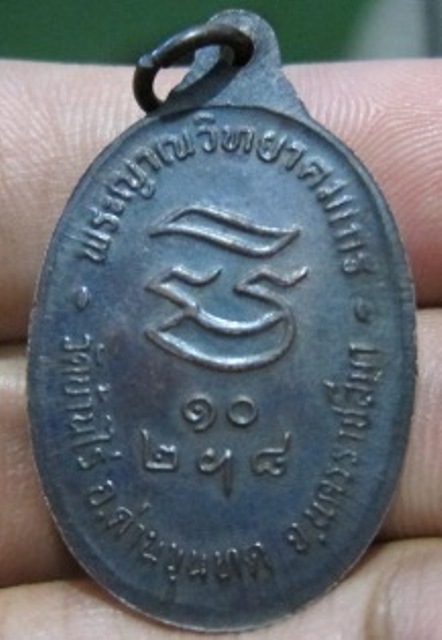 พระญาณวิทยาคมเถร
๑๐
๒๕๘
วัดบ้านไร่ อ.ด่านขุนทด จ.นครราชสีมา